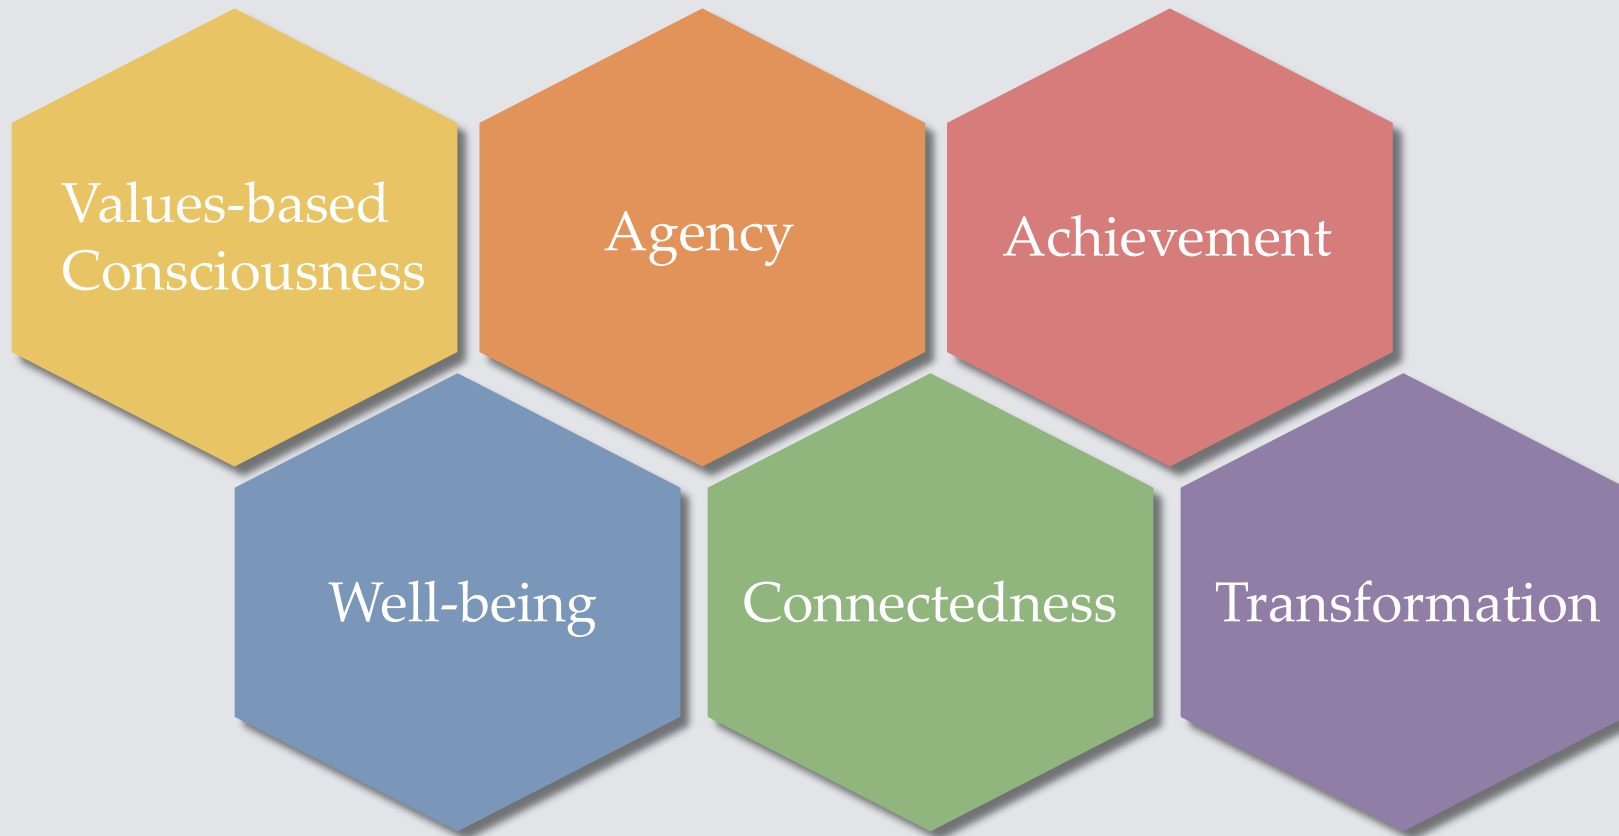 Values-based
Consciousness
Agency
Achievement
Well-being
Connectedness
Transformation